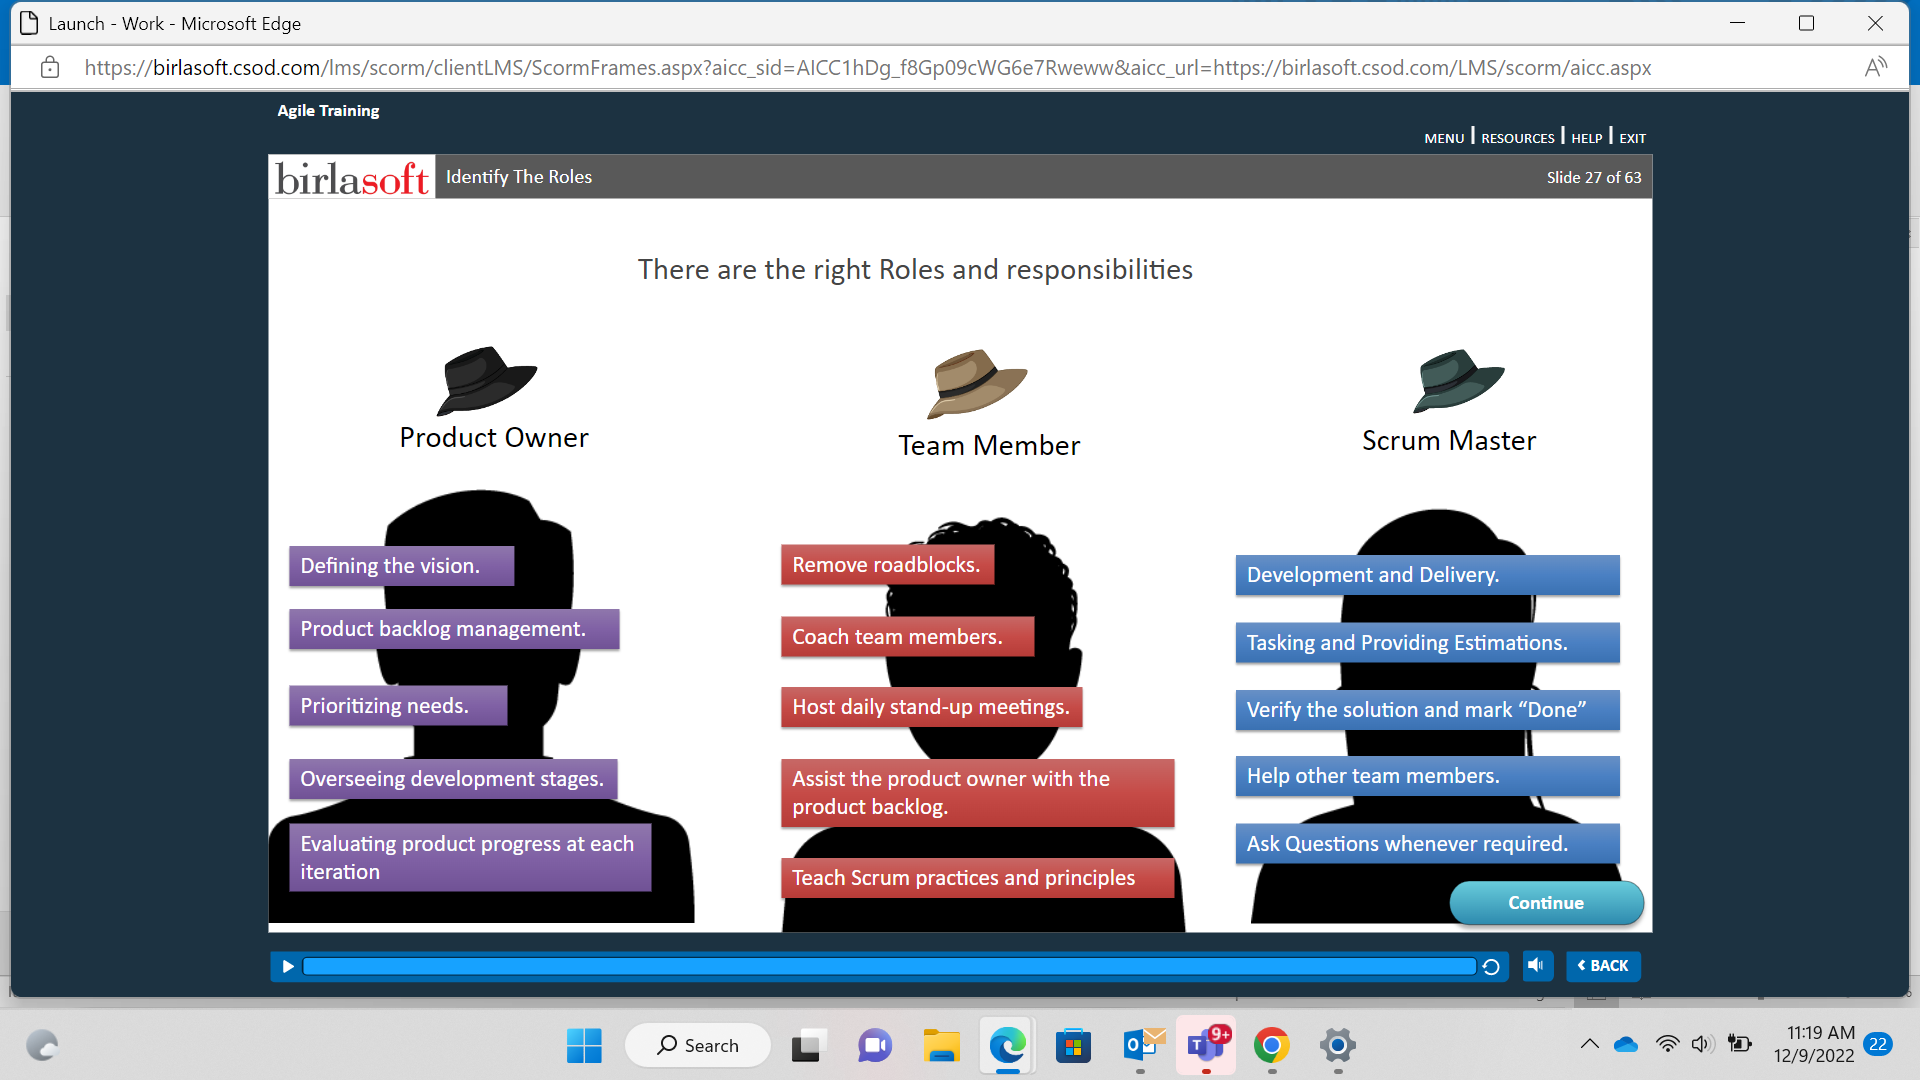 Launch - Work - Microsoft Edge
https://birlasoft.csod.com/lms/scorm/clientLMS/ScormFrames.aspx?aicc_sid=AICC1hDg_f8Gp09cWG6e7Rweww&aicc_url=https://birlasoft.csod.com/LMS/scorm/aicc.aspx
Agile Training
MENU | RESOURCES | HELP | EXIT
birlasoft
Identify The Roles
Slide 27 of 63
There are the right Roles and responsibilities
Product Owner
Defining the vision.
Product backlog management.
Prioritizing needs.
Overseeing development stages.
Evaluating product progress at each
iteration
Team Member
Remove roadblocks.
Coach team members.
Host daily stand-up meetings.
Assist the product owner with the
product backlog.
Teach Scrum practices and principles
Scrum Master
Development and Delivery.
Tasking and Providing Estimations.
Verify the solution and mark “Done”
Help other team members.
Ask Questions whenever required.
Continue
BACK
Search
9+
11:19 AM
12/9/2022
22